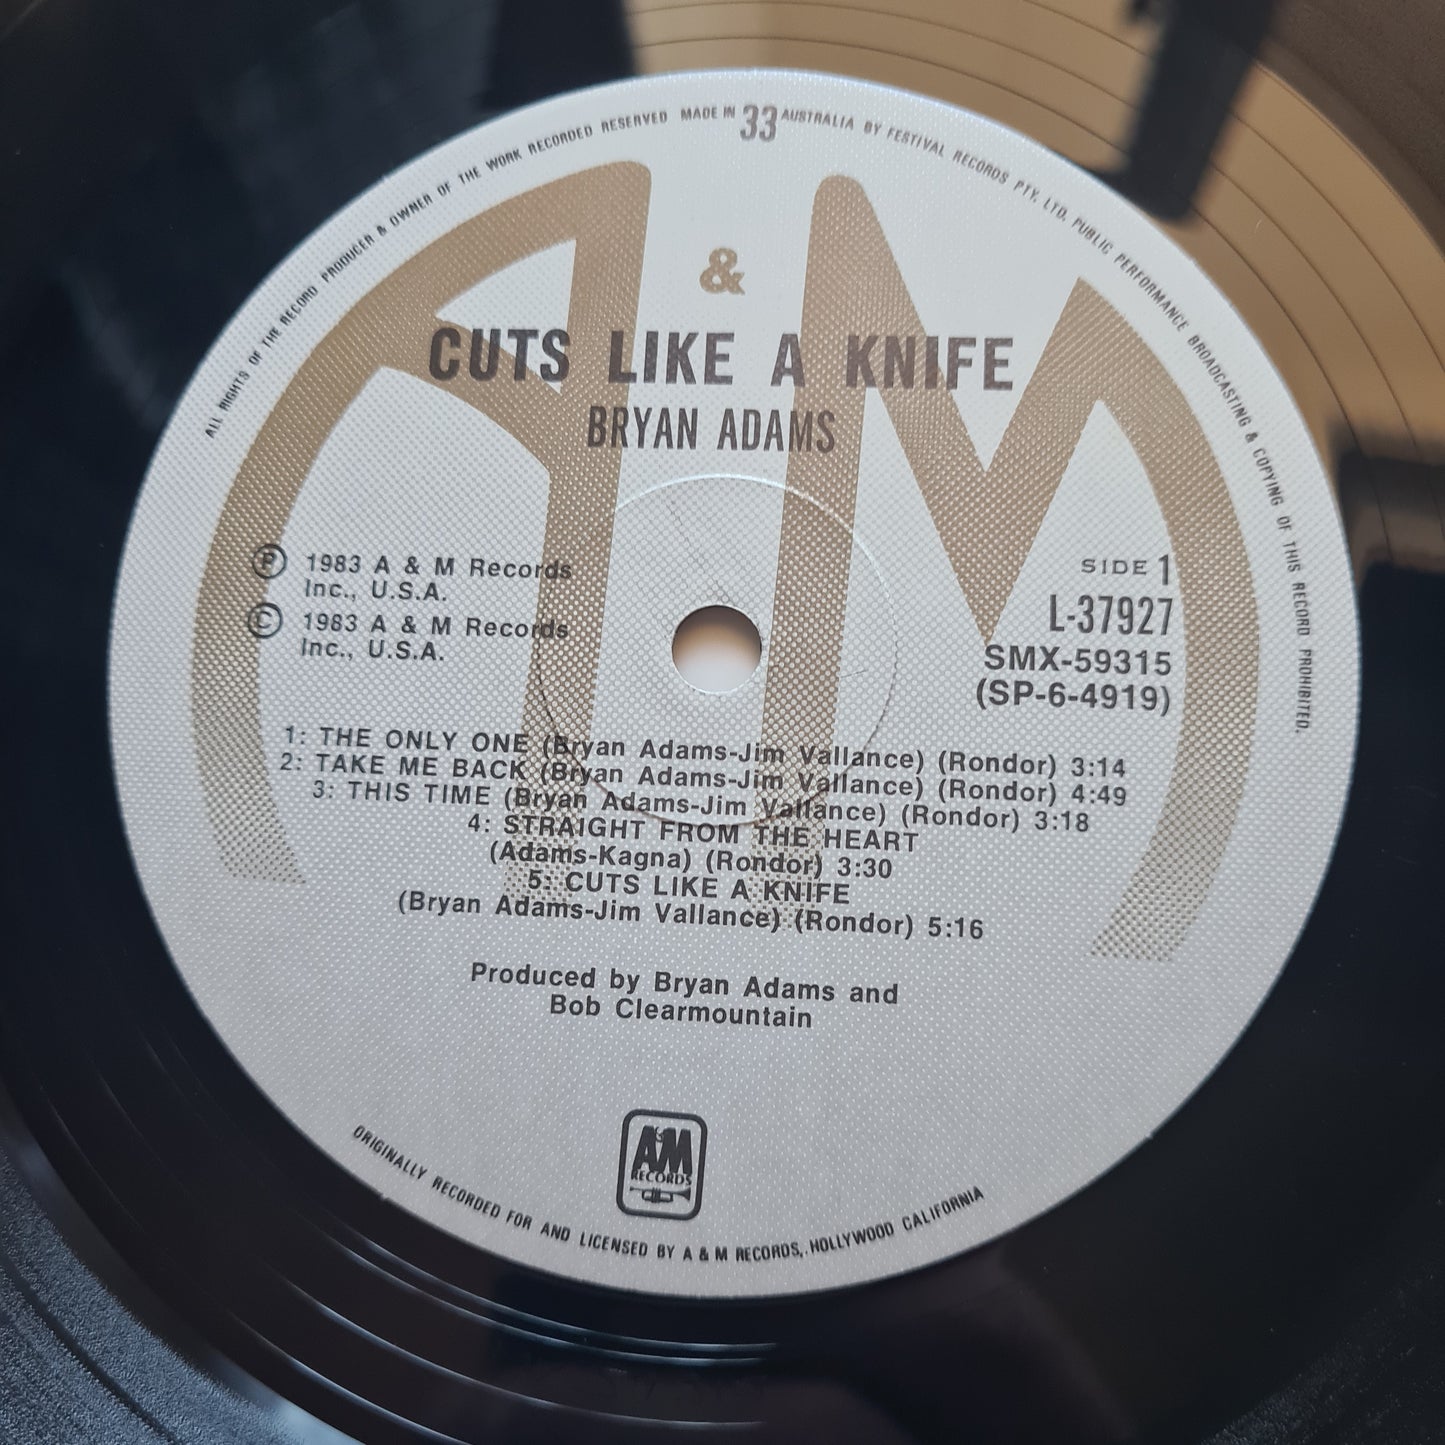 ALL RIGHTS OF THE RECORD PRODUCER & OWNER OF THE WORK RECORDED RESERVED MADE IN 33 AUSTRALIA BY FESTIVAL RECORDS PTY. LTD. PUBLIC PERFORMANCE BROADCASTING & COPYING OF THIS RECORD PROHIBITED.
A & M
CUTS LIKE A KNIFE
BRYAN ADAMS
Ⓟ 1983 A & M Records
Inc., U.S.A.
© 1983 A & M Records
Inc., U.S.A.
SIDE 1
L-37927
SMX-59315
(SP-6-4919)
1: THE ONLY ONE (Bryan Adams-Jim Vallance) (Rondor) 3:14
2: TAKE ME BACK (Bryan Adams-Jim Vallance) (Rondor) 4:49
3: THIS TIME (Bryan Adams-Jim Vallance) (Rondor) 3:18
4: STRAIGHT FROM THE HEART
(Adams-Kagna) (Rondor) 3:30
5: CUTS LIKE A KNIFE
(Bryan Adams-Jim Vallance) (Rondor) 5:16
Produced by Bryan Adams and
Bob Clearmountain
A&M
RECORDS
ORIGINALLY RECORDED FOR AND LICENSED BY A & M RECORDS,. HOLLYWOOD CALIFORNIA